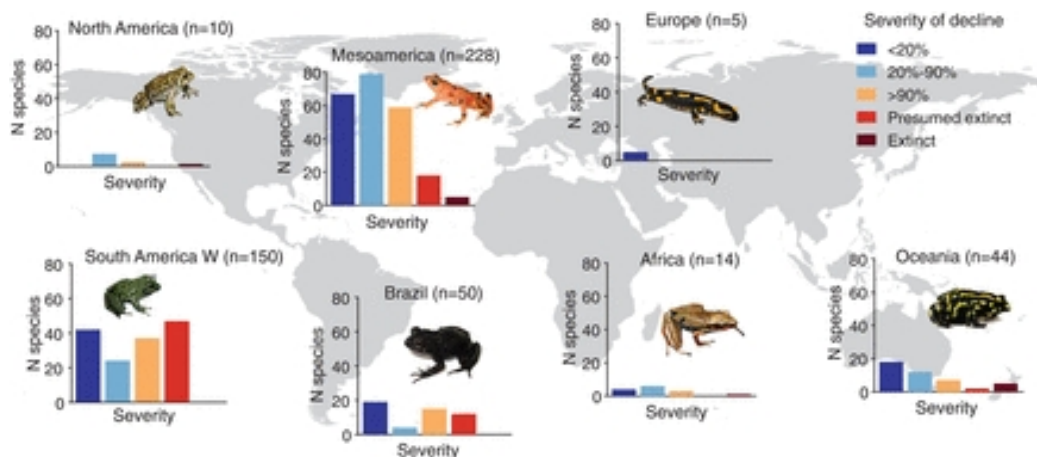 North America (n=10)
80
60
40
20
0
N species
Severity
Mesoamerica (n=228)
80
60
40
20
0
N species
Severity
Europe (n=5)
80
60
40
20
0
N species
Severity
Severity of decline
<20%
20%-90%
>90%
Presumed extinct
Extinct
South America W (n=150)
80
60
40
20
0
N species
Severity
Brazil (n=50)
80
60
40
20
0
N species
Severity
Africa (n=14)
80
60
40
20
0
N species
Severity
Oceania (n=44)
80
60
40
20
0
N species
Severity